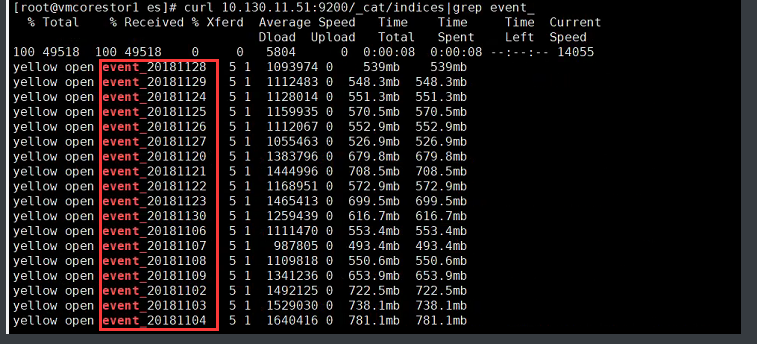 [root@vmcorestor1 es]# curl 10.130.11.51:9200/_cat/indices|grep event_
% Total % Received % Xferd Average Speed Time Time Time Current
Dload Upload Total Spent Left Speed
100 49518 100 49518 0 0 5804 0 0:00:08 0:00:08 --:--:-- 14055
yellow open event_20181128 5 1 1093974 0 539mb 539mb
yellow open event_20181129 5 1 1112483 0 548.3mb 548.3mb
yellow open event_20181124 5 1 1128014 0 551.3mb 551.3mb
yellow open event_20181125 5 1 1159935 0 570.5mb 570.5mb
yellow open event_20181126 5 1 1112067 0 552.9mb 552.9mb
yellow open event_20181127 5 1 1055463 0 526.9mb 526.9mb
yellow open event_20181120 5 1 1383796 0 679.8mb 679.8mb
yellow open event_20181121 5 1 1444996 0 708.5mb 708.5mb
yellow open event_20181122 5 1 1168951 0 572.9mb 572.9mb
yellow open event_20181123 5 1 1465413 0 699.5mb 699.5mb
yellow open event_20181130 5 1 1259439 0 616.7mb 616.7mb
yellow open event_20181106 5 1 1111470 0 553.4mb 553.4mb
yellow open event_20181107 5 1 987805 0 493.4mb 493.4mb
yellow open event_20181108 5 1 1109818 0 550.6mb 550.6mb
yellow open event_20181109 5 1 1341236 0 653.9mb 653.9mb
yellow open event_20181102 5 1 1492125 0 722.5mb 722.5mb
yellow open event_20181103 5 1 1529030 0 738.1mb 738.1mb
yellow open event_20181104 5 1 1640416 0 781.1mb 781.1mb